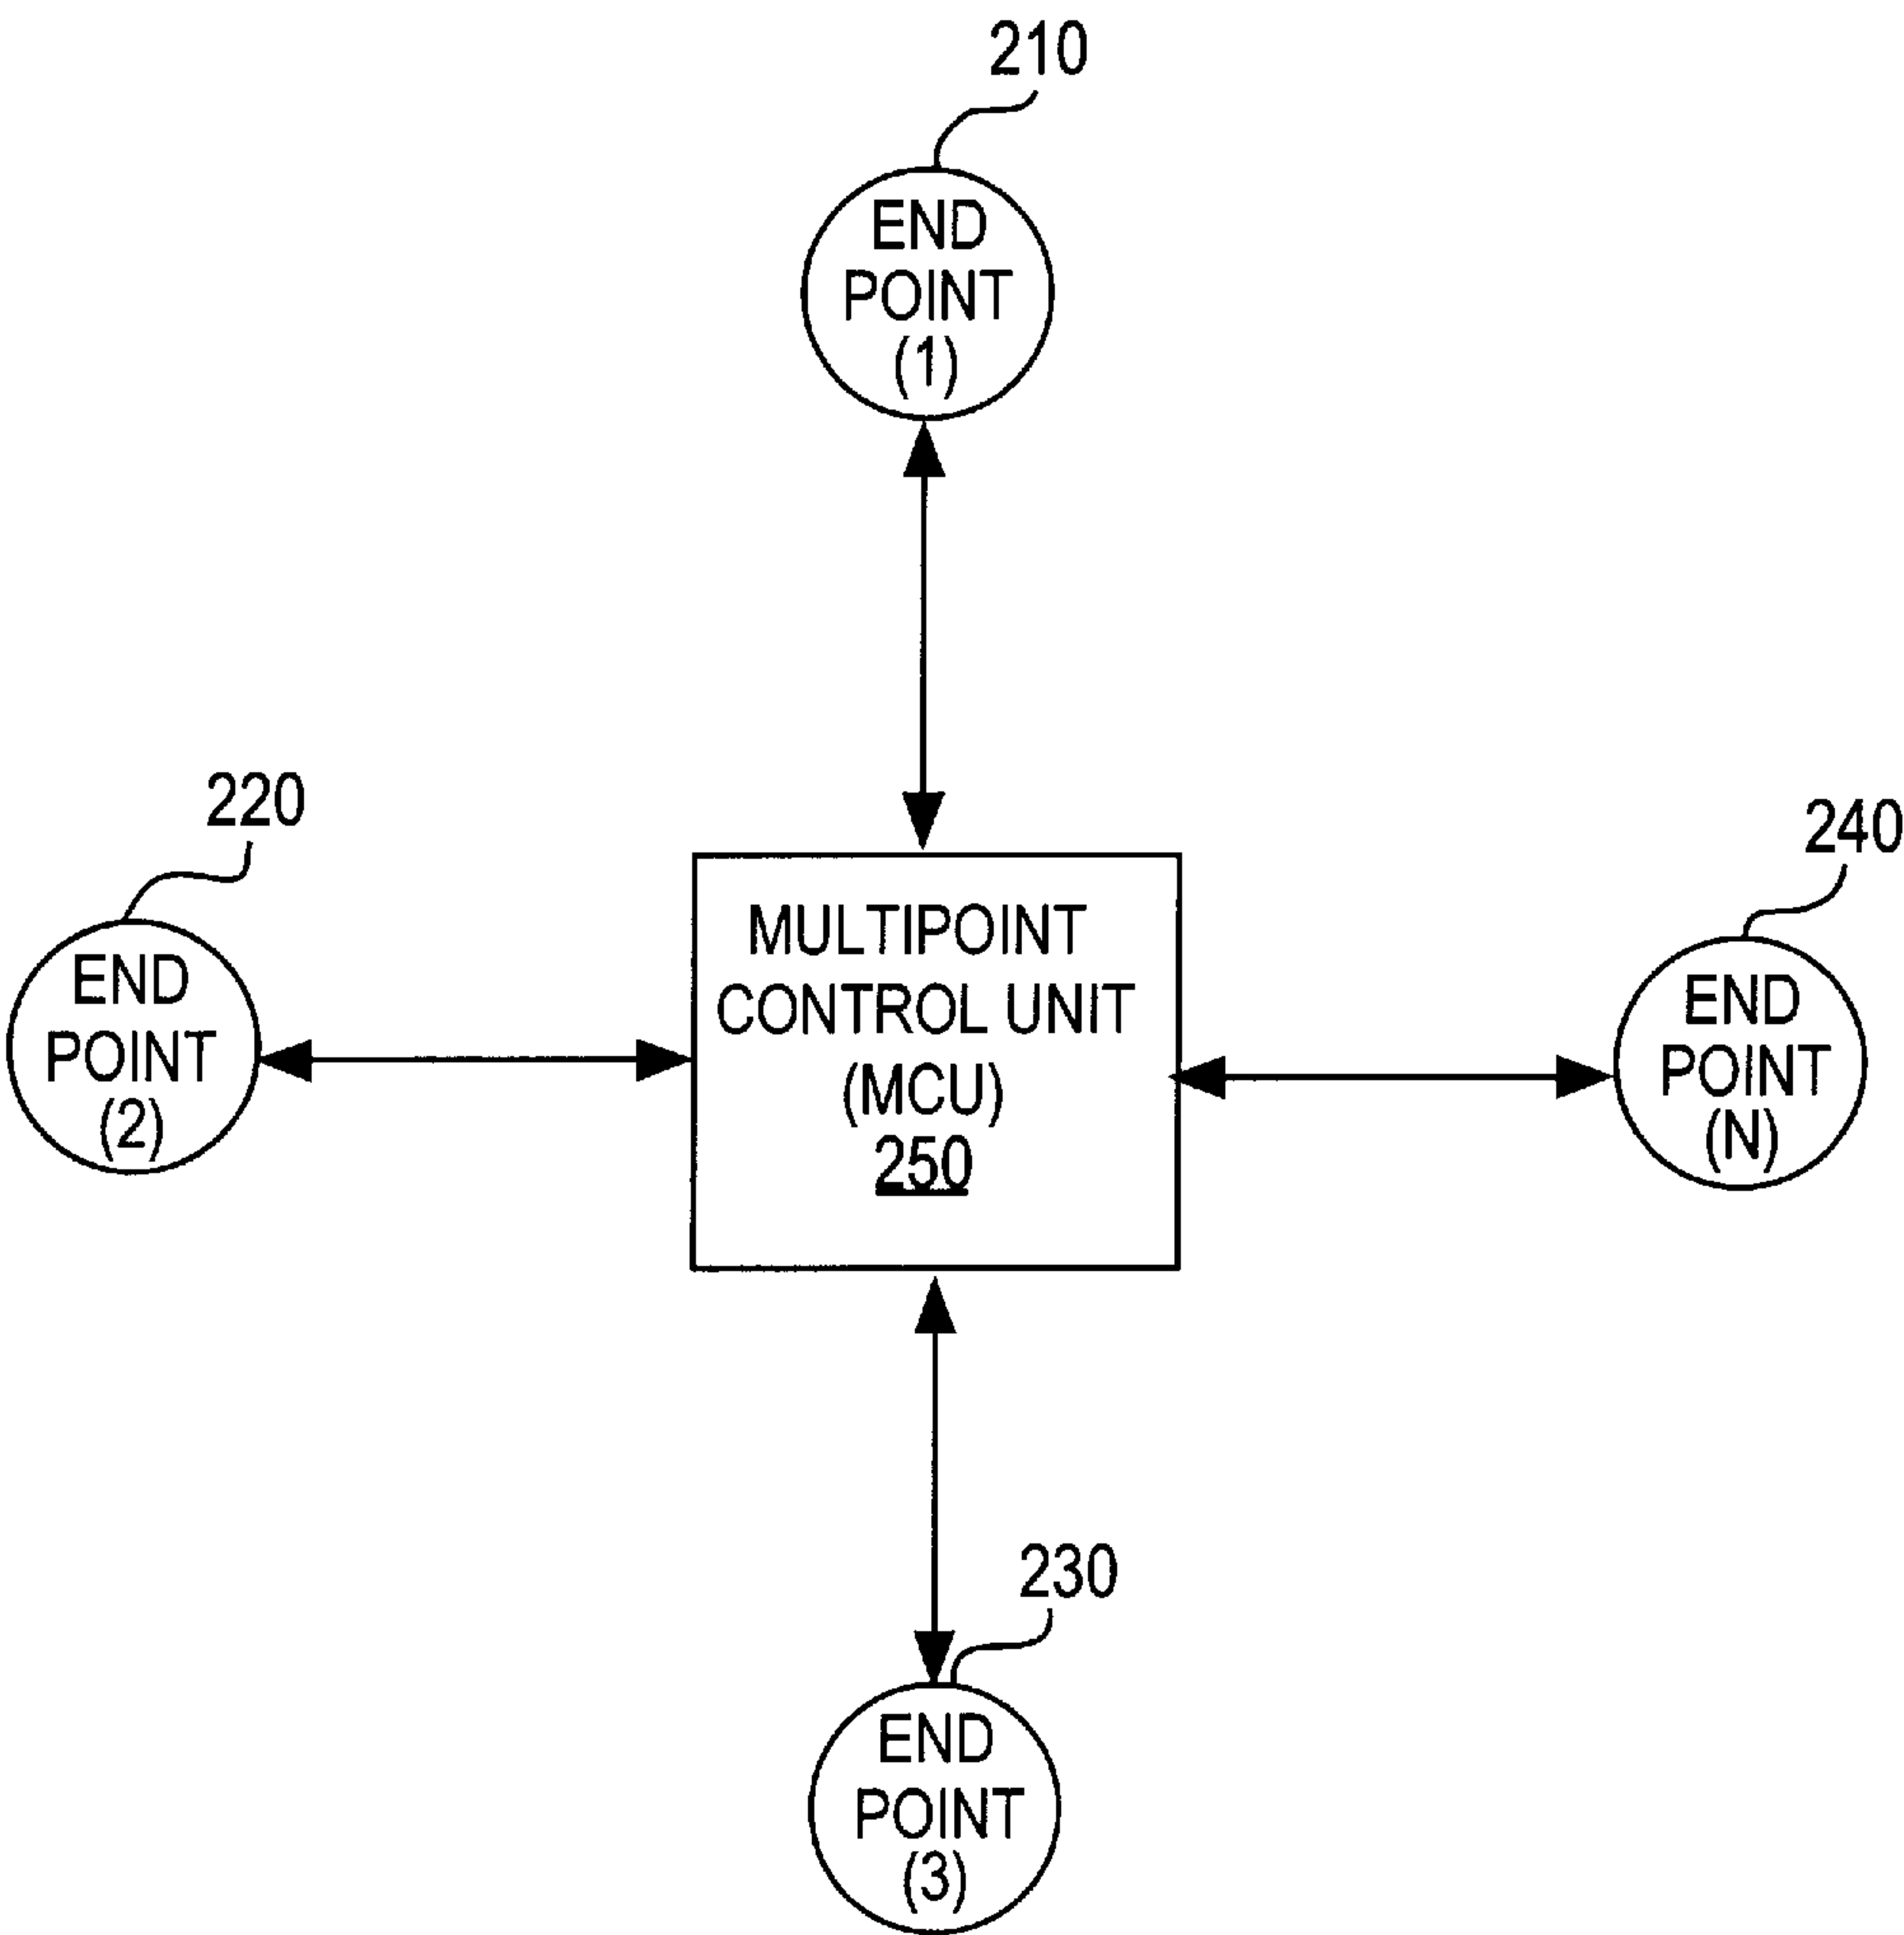 210
END
POINT
(1)
220
END
POINT
(2)
MULTIPOINT
CONTROL UNIT
(MCU)
250
240
END
POINT
(N)
230
END
POINT
(3)